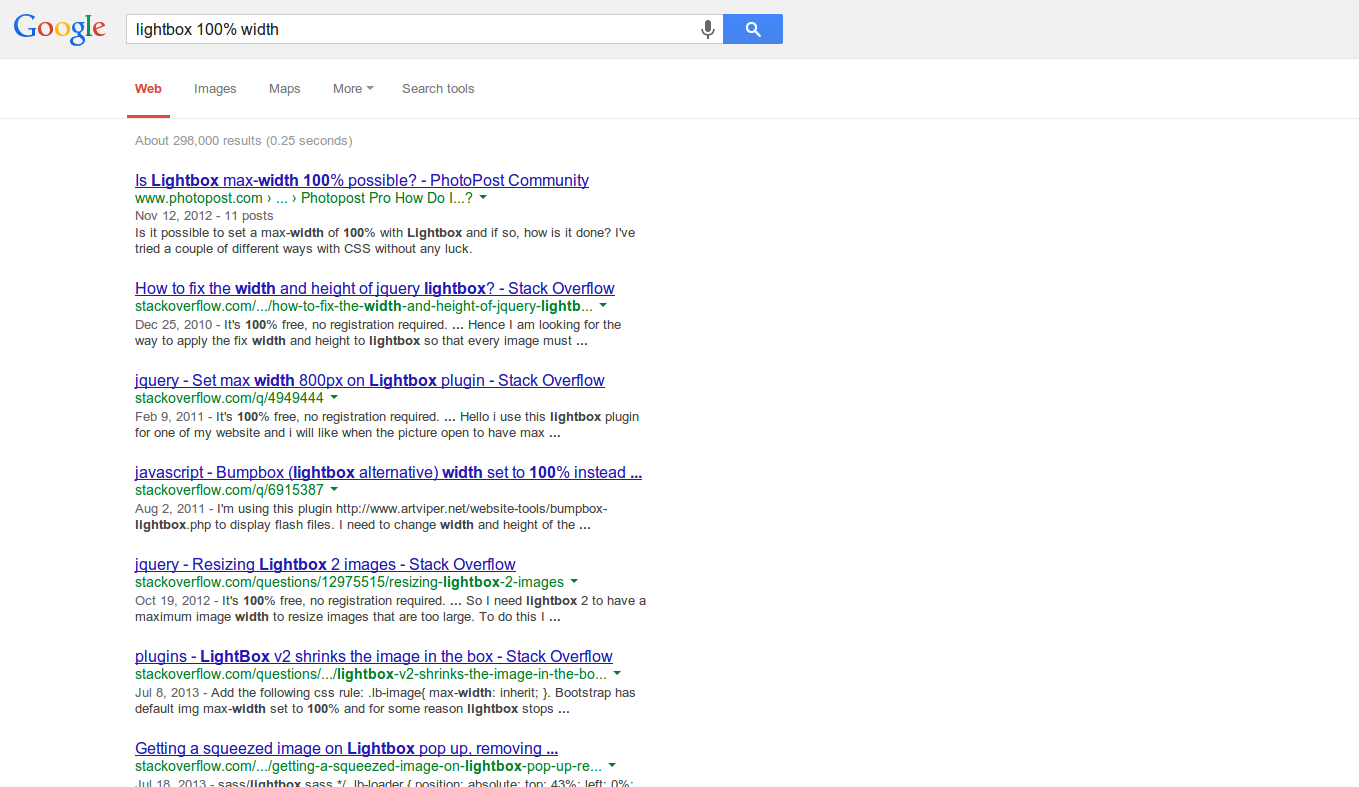 Google
lightbox 100% width
Web Images Maps More Search tools
About 298,000 results (0.25 seconds)
Is Lightbox max-width 100% possible? - PhotoPost Community
www.photopost.com › ... › Photopost Pro How Do I...?
Nov 12, 2012 - 11 posts
Is it possible to set a max-width of 100% with Lightbox and if so, how is it done? I've
tried a couple of different ways with CSS without any luck.
How to fix the width and height of jquery lightbox? - Stack Overflow
stackoverflow.com/.../how-to-fix-the-width-and-height-of-jquery-lightb...
Dec 25, 2010 - It's 100% free, no registration required. ... Hence I am looking for the
way to apply the fix width and height to lightbox so that every image must ...
jquery - Set max width 800px on Lightbox plugin - Stack Overflow
stackoverflow.com/q/4949444
Feb 9, 2011 - It's 100% free, no registration required. ... Hello i use this lightbox plugin
for one of my website and i will like when the picture open to have max ...
javascript - Bumpbox (lightbox alternative) width set to 100% instead ...
stackoverflow.com/q/6915387
Aug 2, 2011 - I'm using this plugin http://www.artviper.net/website-tools/bumpbox-
lightbox.php to display flash files. I need to change width and height of the ...
jquery - Resizing Lightbox 2 images - Stack Overflow
stackoverflow.com/questions/12975515/resizing-lightbox-2-images
Oct 19, 2012 - It's 100% free, no registration required. ... So I need lightbox 2 to have a
maximum image width to resize images that are too large. To do this I ...
plugins - LightBox v2 shrinks the image in the box - Stack Overflow
stackoverflow.com/questions/.../lightbox-v2-shrinks-the-image-in-the-bo...
Jul 8, 2013 - Add the following css rule: .lb-image{ max-width: inherit; }. Bootstrap has
default img max-width set to 100% and for some reason lightbox stops ...
Getting a squeezed image on Lightbox pop up, removing ...
stackoverflow.com/.../getting-a-squeezed-image-on-lightbox-pop-up-re...
Jul 18, 2013 - sass/lightbox.sass */ .lb-loader { position: absolute; top: 43%; left: 0%;